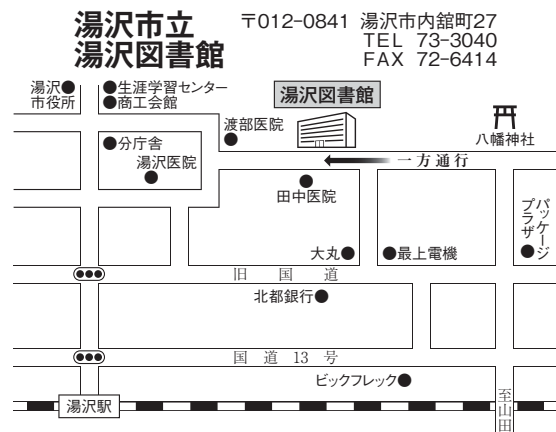 湯沢市立
湯沢図書館
〒012-0841 湯沢市内舘町27
TEL 73-3040
FAX 72-6414
湯沢
市役所
生涯学習センター
商工会館
湯沢図書館
渡部医院
八幡神社
分庁舎
湯沢医院
一方通行
田中医院
パッケージ
プラザ
大丸
最上電機
旧国道
北都銀行
国道13号
ビックフレック
湯沢駅
至山田